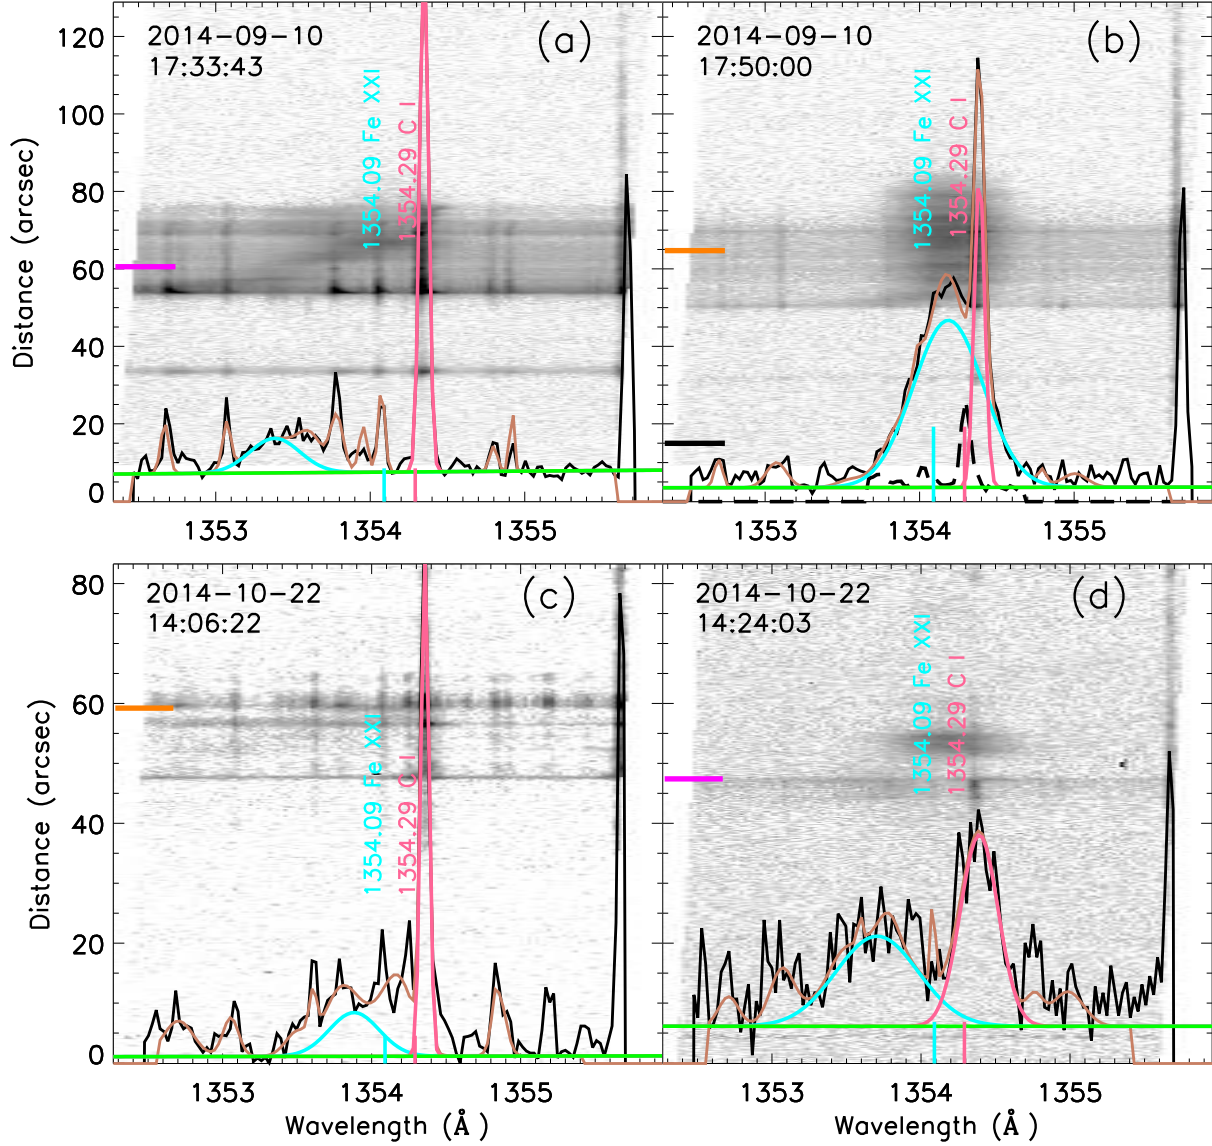 2014-09-10
17:33:43
(a)
1354.09 Fe XXI
1354.29 C I
120
100
80
60
40
20
0
Distance (arcsec)
1353
1354
1355
2014-09-10
17:50:00
(b)
1354.09 Fe XXI
1354.29 C I
1353
1354
1355
2014-10-22
14:06:22
(c)
1354.09 Fe XXI
1354.29 C I
80
60
40
20
0
Distance (arcsec)
1353
1354
1355
Wavelength (Å)
2014-10-22
14:24:03
(d)
1354.09 Fe XXI
1354.29 C I
1353
1354
1355
Wavelength (Å)